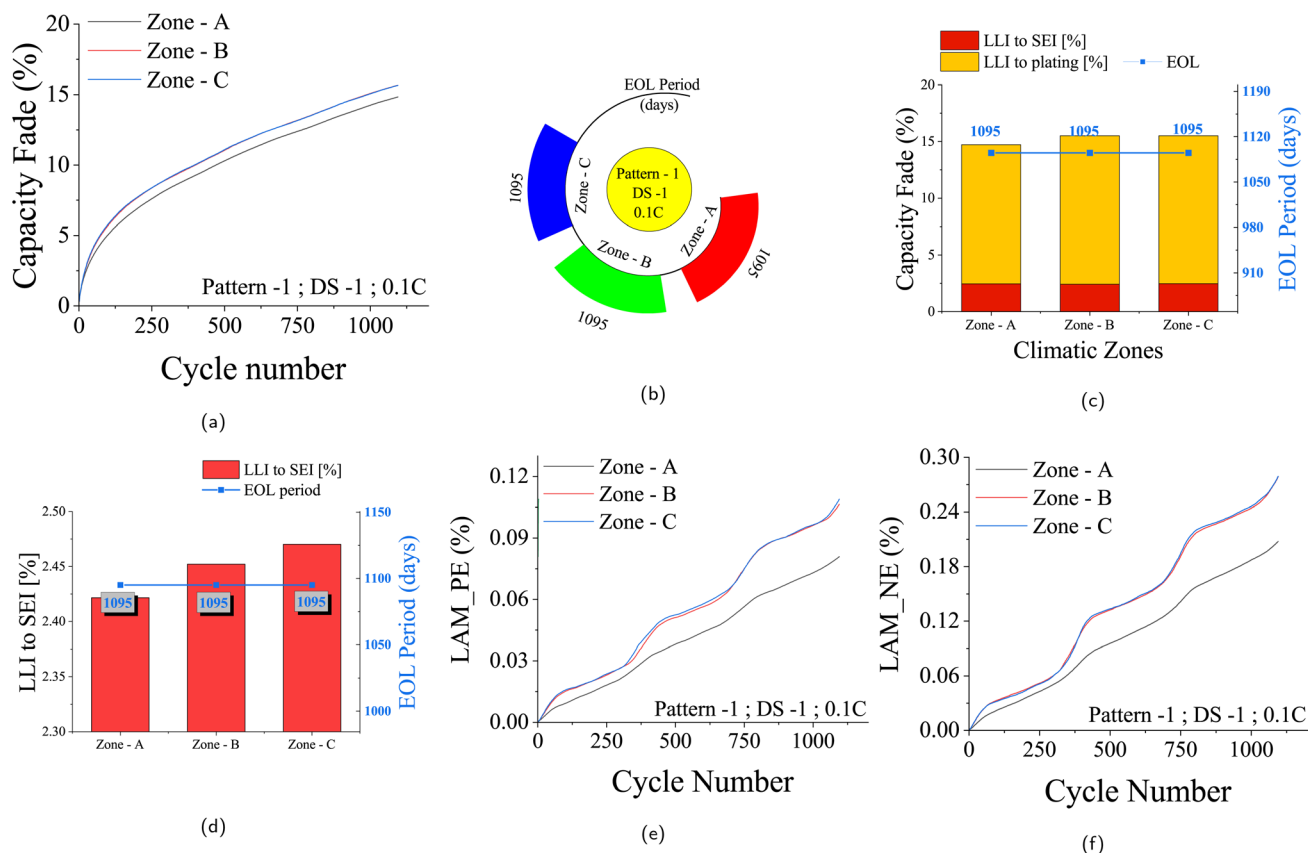 20
15
10
5
0
Capacity Fade (%)
Zone - A
Zone - B
Zone - C
Pattern -1 ; DS -1 ; 0.1C
0
250
500
750
1000
Cycle number
(a)
EOL Period
(days)
1095
Zone - C
Pattern - 1
DS -1
0.1C
Zone - A
1095
Zone - B
1095
(b)
LLI to SEI [%]
LLI to plating [%]
EOL
20
15
10
5
0
Capacity Fade (%)
1095
1095
1095
1190
1120
1050
980
910
EOL Period (days)
Zone - A
Zone - B
Zone - C
Climatic Zones
(c)
LLI to SEI [%]
EOL period
2.50
2.45
2.40
2.35
2.30
LLI to SEI [%]
1095
1095
1095
1150
1100
1050
1000
EOL Period (days)
Zone - A
Zone - B
Zone - C
(d)
0.12
0.09
0.06
0.03
0.00
LAM_PE (%)
Zone - A
Zone - B
Zone - C
Pattern -1 ; DS -1 ; 0.1C
0
250
500
750
1000
Cycle Number
(e)
0.30
0.24
0.18
0.12
0.06
0.00
LAM_NE (%)
Zone - A
Zone - B
Zone - C
Pattern -1 ; DS -1 ; 0.1C
0
250
500
750
1000
Cycle Number
(f)